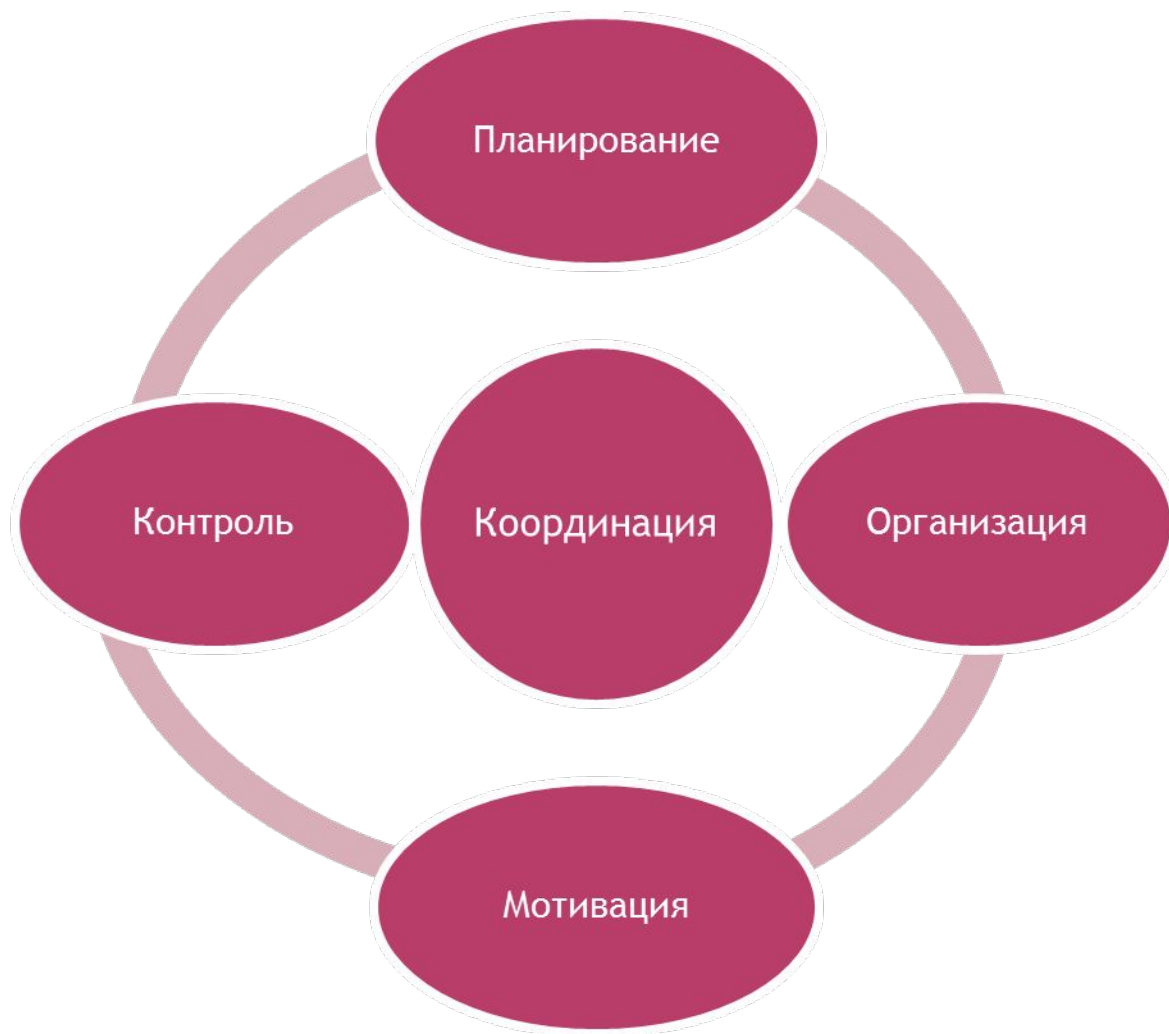 Планирование
Контроль
Координация
Организация
Мотивация